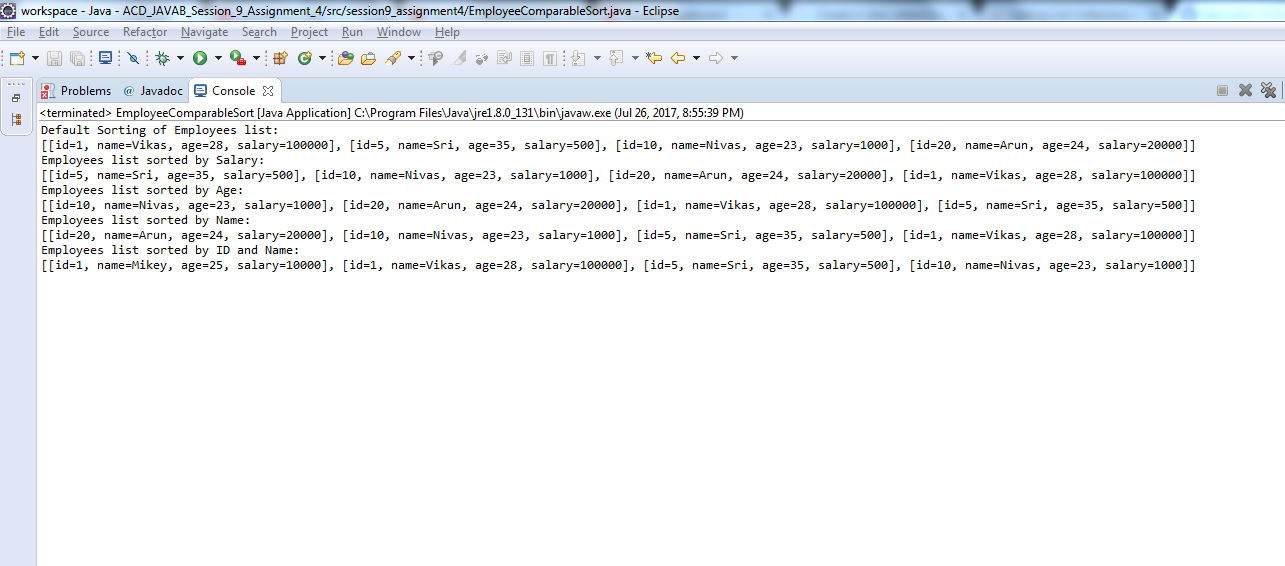 workspace - Java - ACD_JAVAB_Session_9_Assignment_4/src/session9_assignment4/EmployeeComparableSort.java - Eclipse
File Edit Source Refactor Navigate Search Project Run Window Help
Problems @ Javadoc Console
<terminated> EmployeeComparableSort [Java Application] C:\Program Files\Java\jre1.8.0_131\bin\javaw.exe (Jul 26, 2017, 8:55:39 PM)
Default Sorting of Employees list:
[[id=1, name=Vikas, age=28, salary=100000], [id=5, name=Sri, age=35, salary=500], [id=10, name=Nivas, age=23, salary=1000], [id=20, name=Arun, age=24, salary=20000]]
Employees list sorted by Salary:
[[id=5, name=Sri, age=35, salary=500], [id=10, name=Nivas, age=23, salary=1000], [id=20, name=Arun, age=24, salary=20000], [id=1, name=Vikas, age=28, salary=100000]]
Employees list sorted by Age:
[[id=10, name=Nivas, age=23, salary=1000], [id=20, name=Arun, age=24, salary=20000], [id=1, name=Vikas, age=28, salary=100000], [id=5, name=Sri, age=35, salary=500]]
Employees list sorted by Name:
[[id=20, name=Arun, age=24, salary=20000], [id=10, name=Nivas, age=23, salary=1000], [id=5, name=Sri, age=35, salary=500], [id=1, name=Vikas, age=28, salary=100000]]
Employees list sorted by ID and Name:
[[id=1, name=Mikey, age=25, salary=10000], [id=1, name=Vikas, age=28, salary=100000], [id=5, name=Sri, age=35, salary=500], [id=10, name=Nivas, age=23, salary=1000]]